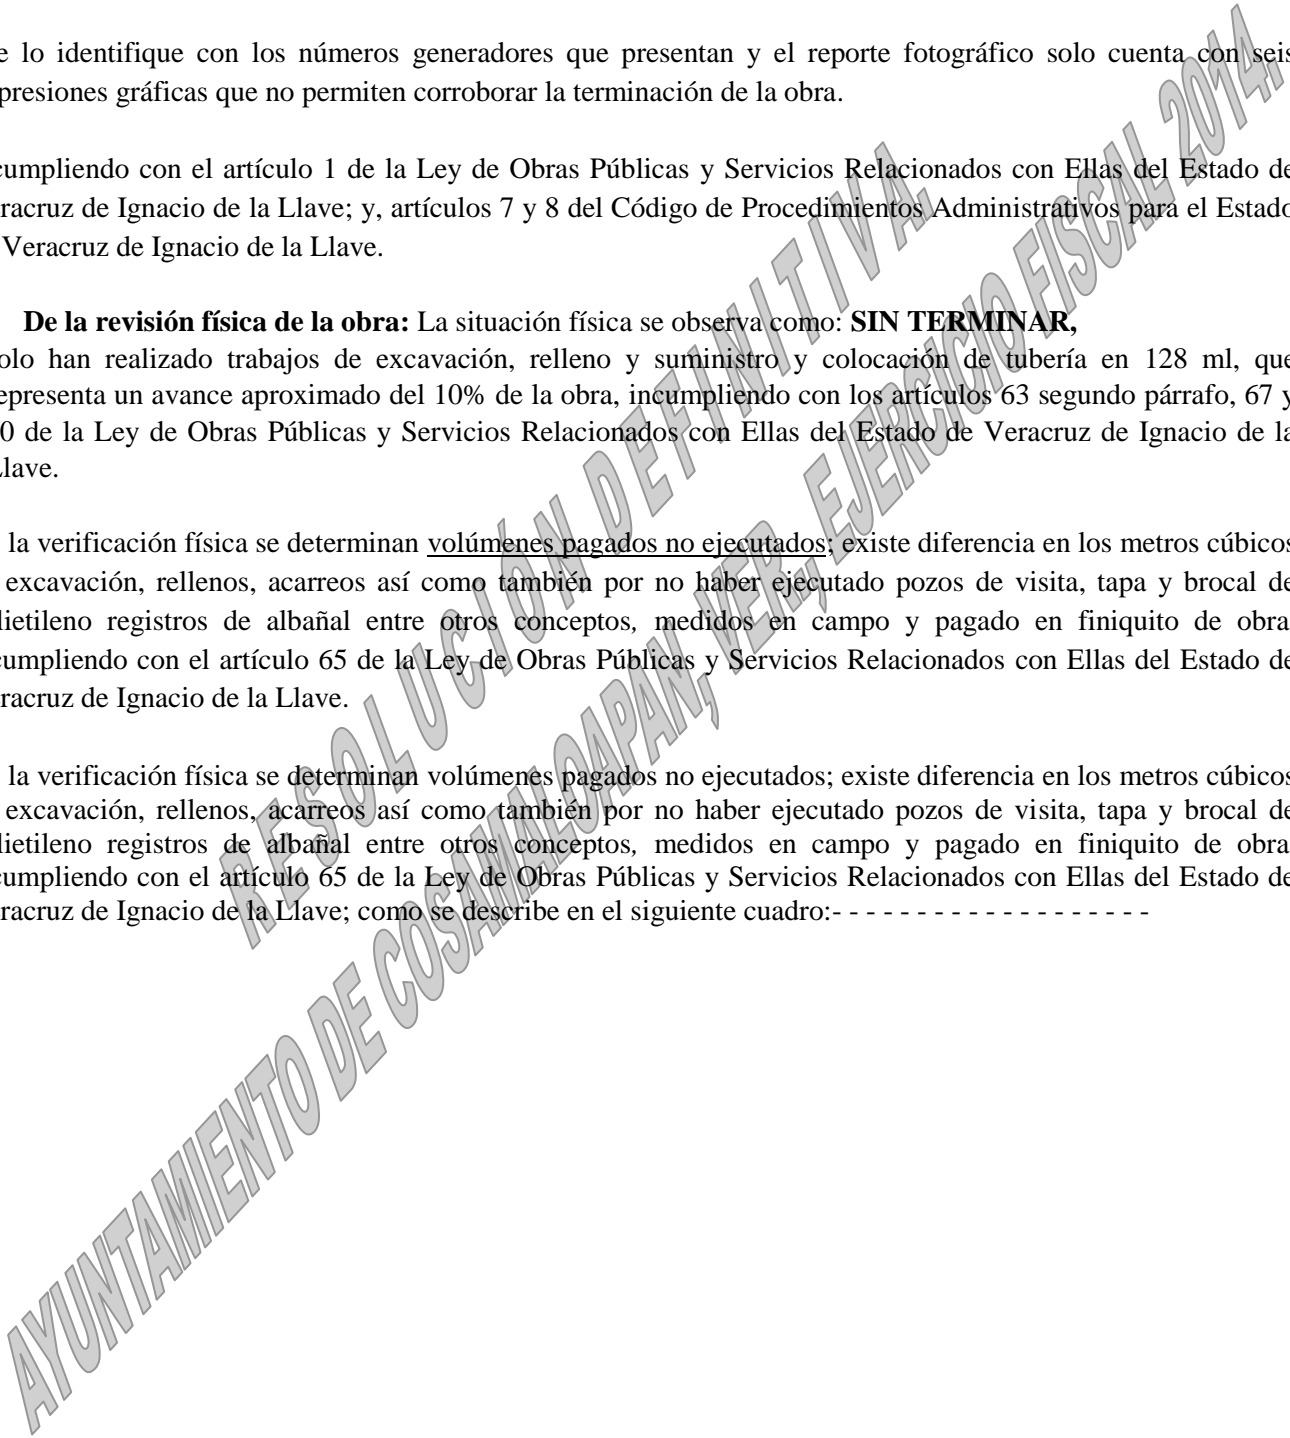 e lo identifique con los números generadores que presentan y el reporte fotográfico solo cuenta con seis
presiones gráficas que no permiten corroborar la terminación de la obra.
cumpliendo con el artículo 1 de la Ley de Obras Públicas y Servicios Relacionados con Ellas del Estado de
racruz de Ignacio de la Llave; y, artículos 7 y 8 del Código de Procedimientos Administrativos para el Estado
Veracruz de Ignacio de la Llave.
De la revisión física de la obra: La situación física se observa como: SIN TERMINAR,
olo han realizado trabajos de excavación, relleno y suministro y colocación de tubería en 128 ml, que
epresenta un avance aproximado del 10% de la obra, incumpliendo con los artículos 63 segundo párrafo, 67 y
0 de la Ley de Obras Públicas y Servicios Relacionados con Ellas del Estado de Veracruz de Ignacio de la
Llave.
la verificación física se determinan volúmenes pagados no ejecutados; existe diferencia en los metros cúbicos
excavación, rellenos, acarreos así como también por no haber ejecutado pozos de visita, tapa y brocal de
lietileno registros de albañal entre otros conceptos, medidos en campo y pagado en finiquito de obra
cumpliendo con el artículo 65 de la Ley de Obras Públicas y Servicios Relacionados con Ellas del Estado de
racruz de Ignacio de la Llave.
la verificación física se determinan volúmenes pagados no ejecutados; existe diferencia en los metros cúbicos
excavación, rellenos, acarreos así como también por no haber ejecutado pozos de visita, tapa y brocal de
lietileno registros de albañal entre otros conceptos, medidos en campo y pagado en finiquito de obra
cumpliendo con el artículo 65 de la Ley de Obras Públicas y Servicios Relacionados con Ellas del Estado de
racruz de Ignacio de la Llave; como se describe en el siguiente cuadro:- - - - - - - - - - - - - - - - - - -
RESOLUCIÓN DEFINITIVA.
AYUNTAMIENTO DE COSAMALOAPAN, VER., EJERCICIO FISCAL 2014.